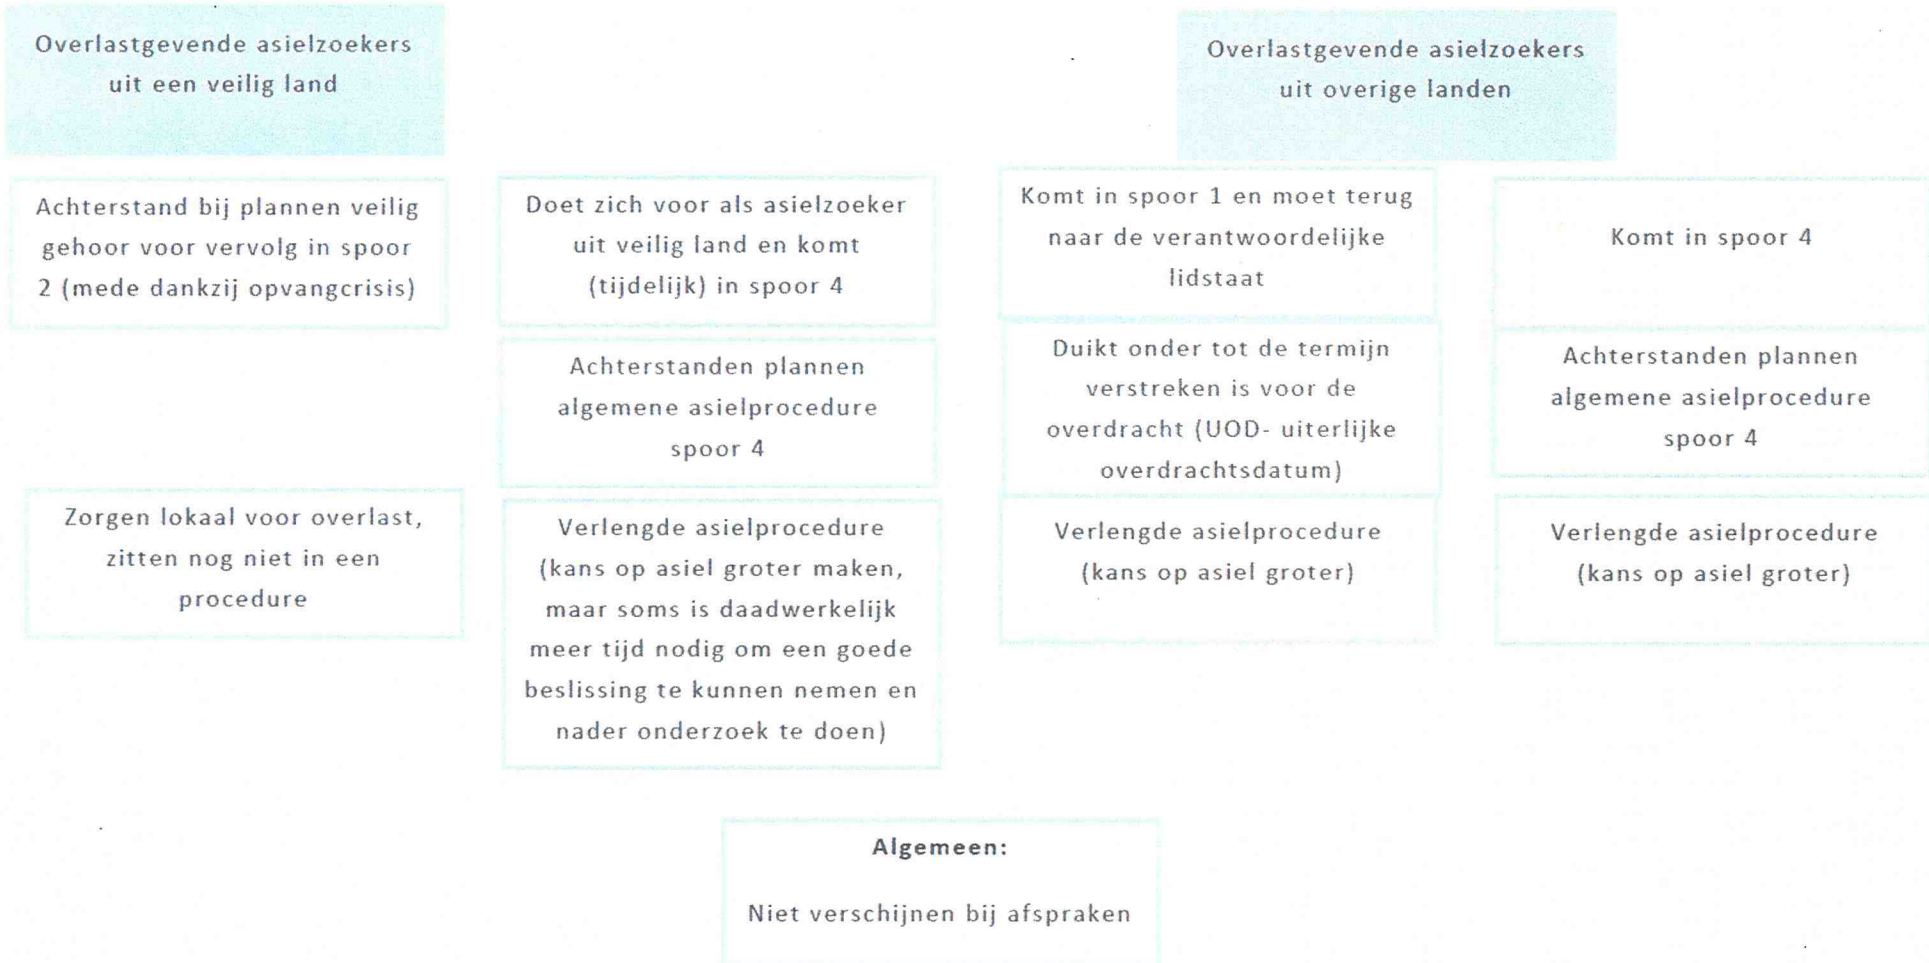 Overlastgevende asielzoekers
uit een veilig land
Overlastgevende asielzoekers
uit overige landen
Achterstand bij plannen veilig
gehoor voor vervolg in spoor
2 (mede dankzij opvangcrisis)
Zorgen lokaal voor overlast,
zitten nog niet in een
procedure
Doet zich voor als asielzoeker
uit veilig land en komt
(tijdelijk) in spoor 4
Achterstanden plannen
algemene asielprocedure
spoor 4
Verlengde asielprocedure
(kans op asiel groter maken,
maar soms is daadwerkelijk
meer tijd nodig om een goede
beslissing te kunnen nemen en
nader onderzoek te doen)
Komt in spoor 1 en moet terug
naar de verantwoordelijke
lidstaat
Duikt onder tot de termijn
verstreken is voor de
overdracht (UOD- uiterlijke
overdrachtsdatum)
Verlengde asielprocedure
(kans op asiel groter)
Komt in spoor 4
Achterstanden plannen
algemene asielprocedure
spoor 4
Verlengde asielprocedure
(kans op asiel groter)
Algemeen:
Niet verschijnen bij afspraken